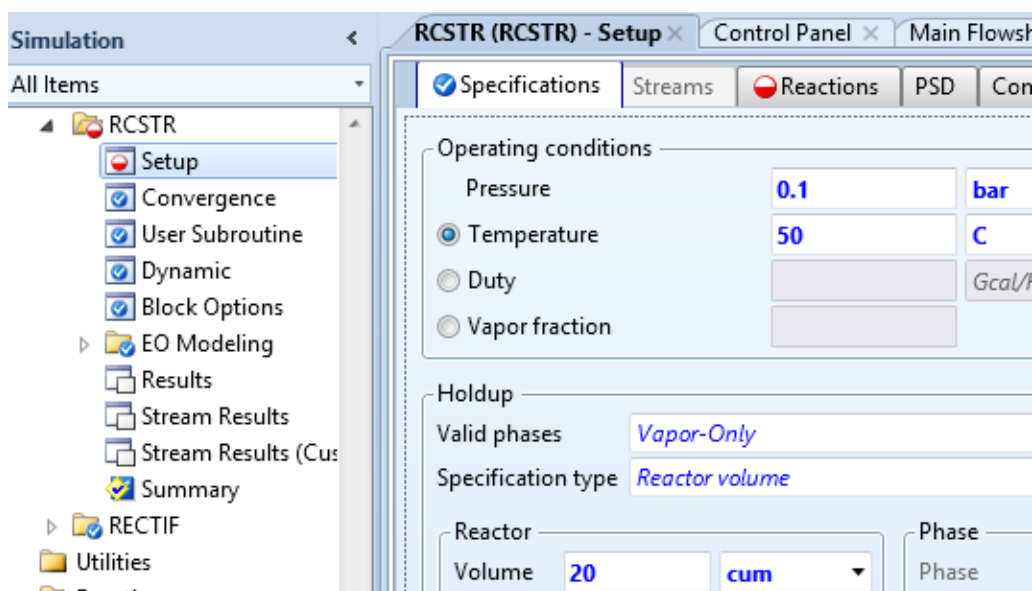 Simulation <
All Items
RCSTR
Setup
Convergence
User Subroutine
Dynamic
Block Options
EO Modeling
Results
Stream Results
Stream Results (Cus
Summary
RECTIF
Utilities
RCSTR (RCSTR) - Setup × Control Panel × Main Flowsh
Specifications Streams Reactions PSD Con
Operating conditions
Pressure 0.1 bar
Temperature 50 C
Duty Gcal/h
Vapor fraction
Holdup
Valid phases Vapor-Only
Specification type Reactor volume
Reactor Phase
Volume 20 cum Phase